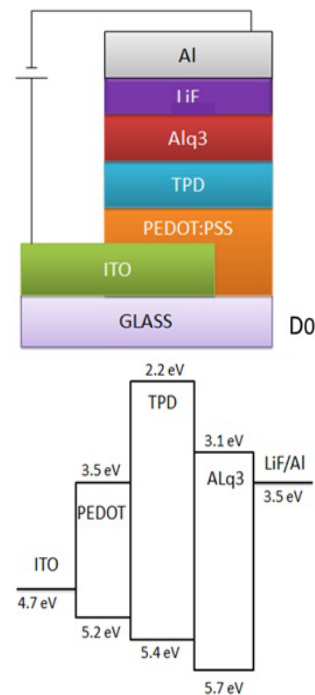 Al
LiF
Alq3
TPD
PEDOT:PSS
ITO
GLASS
D0
2.2 eV
TPD
3.5 eV
3.1 eV
LiF/Al
PEDOT
ALq3
3.5 eV
ITO
4.7 eV
5.2 eV
5.4 eV
5.7 eV